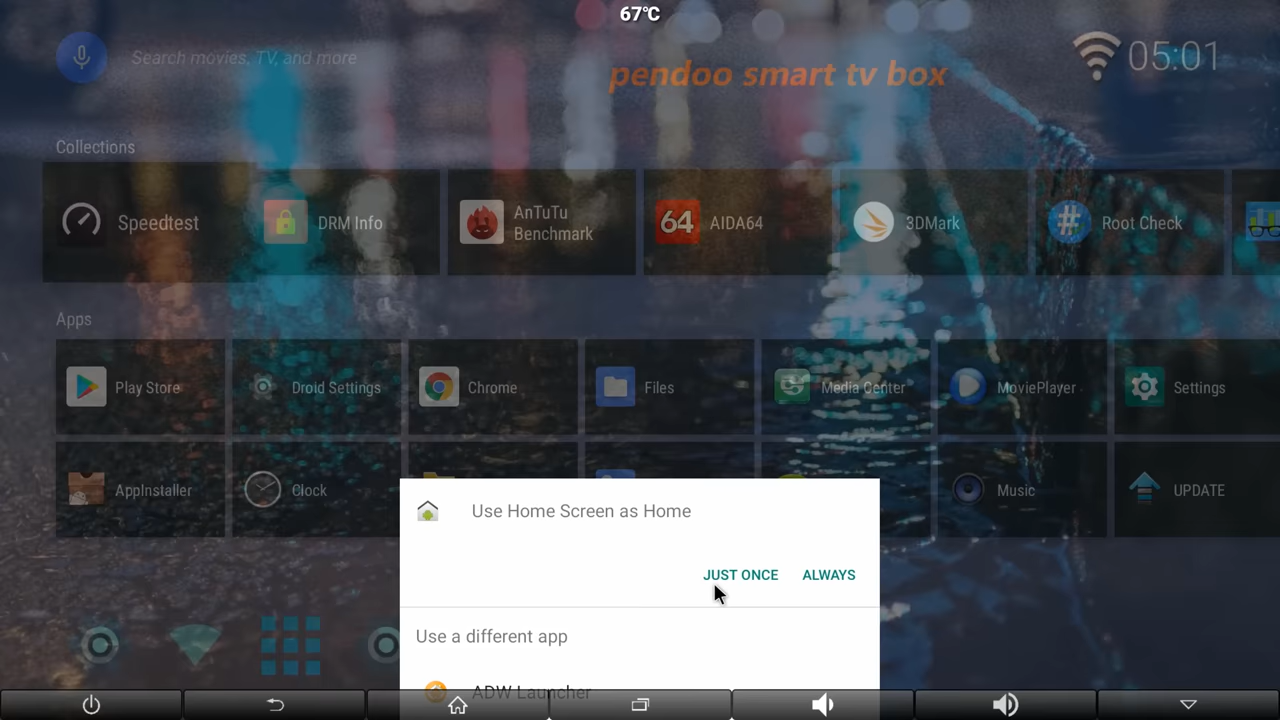 67°C
Search movies, TV, and more
pendoo smart tv box
05:01
Collections
Speedtest
DRM Info
AnTuTu
Benchmark
64
AIDA64
3DMark
#
Root Check
Apps
Play Store
Droid Settings
Chrome
Files
Media Center
MoviePlayer
Settings
AppInstaller
Clock
Music
UPDATE
Use Home Screen as Home
JUST ONCE
ALWAYS
Use a different app
ADW Launcher